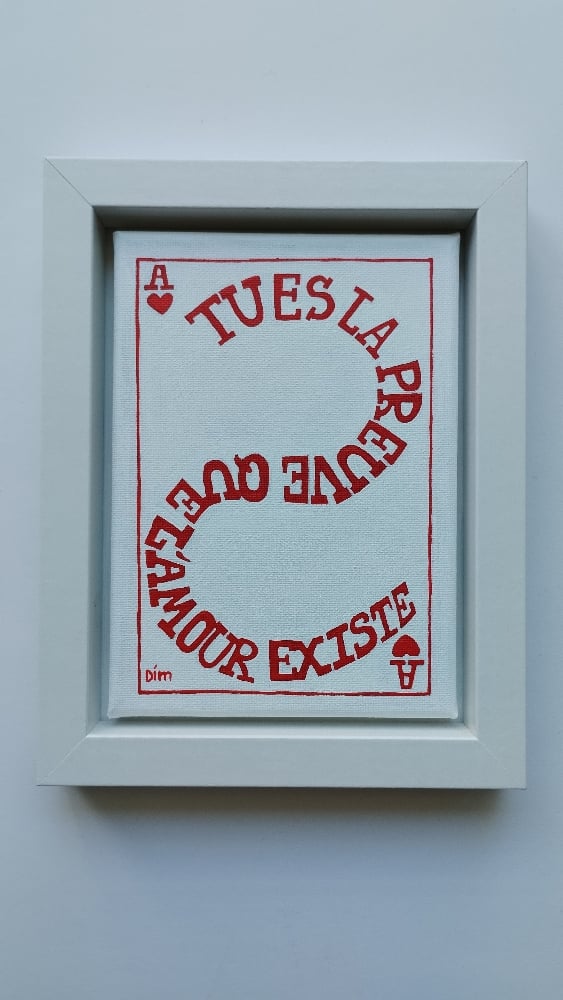 A
TU ES LA PREUVE QUE L'AMOUR EXISTE
Dim
A